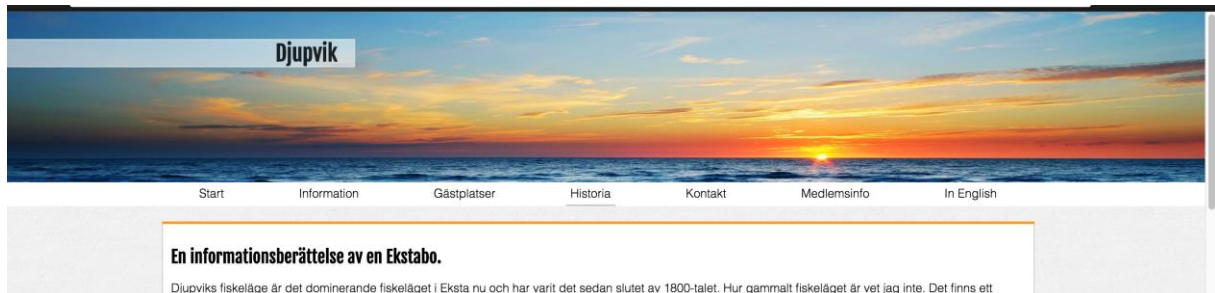 Djupvik
Start Information Gästplatser Historia Kontakt Medlemsinfo In English
En informationsberättelse av en Ekstabo.
Djupviks fiskeläge är det dominerande fiskeläget i Eksta nu och har varit det sedan slutet av 1800-talet. Hur gammalt fiskeläget är vet jag inte. Det finns ett